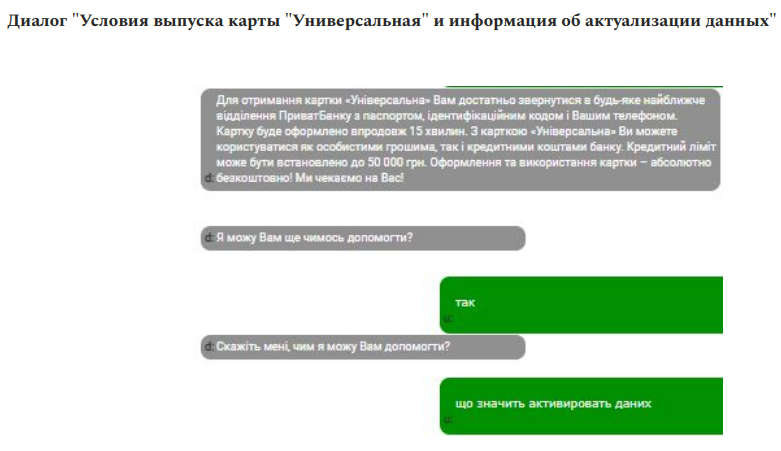 Диалог "Условия выпуска карты "Универсальная" и информация об актуализации данных"
Для отримання картки «Універсальна» Вам достатньо звернутися в будь-яке найближче
відділення ПриватБанку з паспортом, ідентифікаційним кодом і Вашим телефоном.
Картку буде оформлено впродовж 15 хвилин. З карткою «Універсальна» Ви можете
користуватися як особистими грошима, так і кредитними коштами банку. Кредитний ліміт
може бути встановлено до 50 000 грн. Оформлення та використання картки – абсолютно
d: безкоштовно! Ми чекаємо на Вас!
d: Я можу Вам ще чимось допомогти?
так
u:
d: Скажіть мені, чим я можу Вам допомогти?
що значить активировать даних
u: